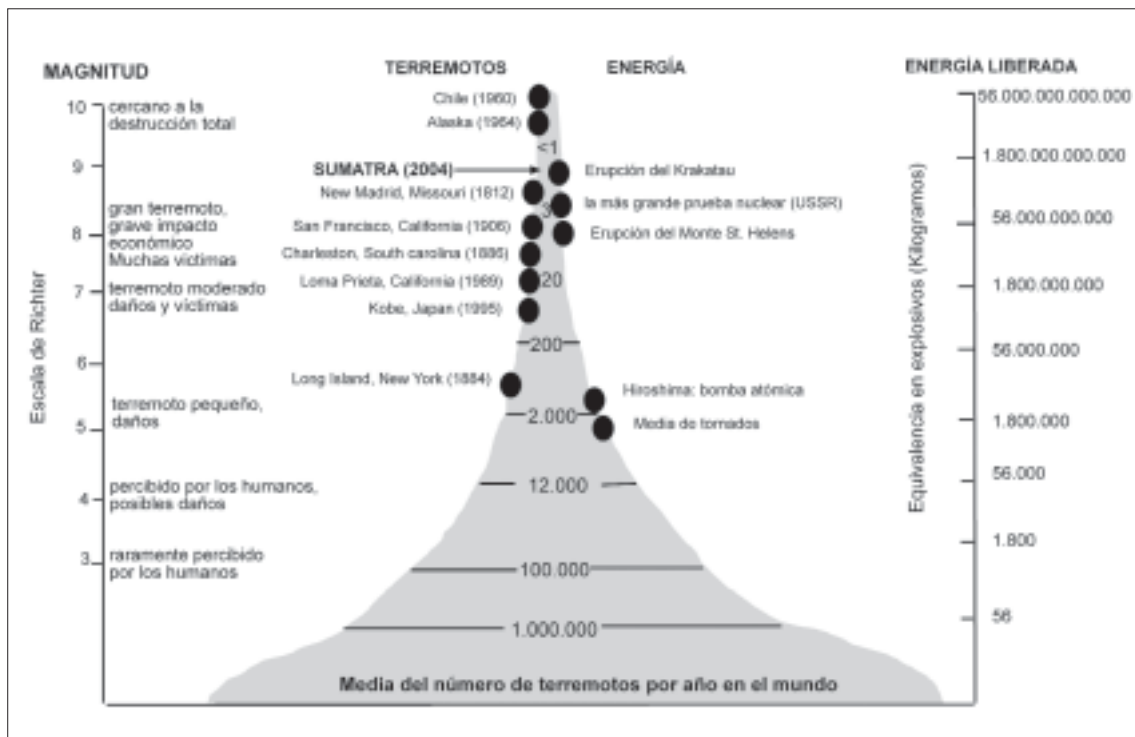 MAGNITUD
TERREMOTOS
ENERGÍA
ENERGÍA LIBERADA
Escala de Richter
10
cercano a la
destrucción total
9
gran terremoto,
grave impacto
económico
8
Muchas victimas
7
terremoto moderado
daños y víctimas
6
terremoto pequeño,
daños
5
percibido por los humanos,
4
posibles daños
3
raramente percibido
por los humanos
Chile (1960)
Alaska (1964)
SUMATRA (2004)
New Madrid, Missouri (1812)
San Francisco, California (1906)
Charleston, South carolina (1886)
Loma Prieta, California (1989)
Kobe, Japan (1995)
Long Island, New York (1884)
<1
3
20
200
2.000
12.000
100.000
1.000.000
Erupción del Krakatau
la más grande prueba nuclear (USSR)
Erupción del Monte St. Helens
Hiroshima: bomba atómica
Media de tornados
Media del número de terremotos por año en el mundo
Equivalencia en explosivos (Kilogramos)
56.000.000.000.000
1.800.000.000.000
56.000.000.000
1.800.000.000
56.000.000
1.800.000
56.000
1.800
56